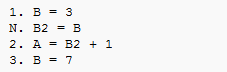 1. B = 3
N. B2 = B
2. A = B2 + 1
3. B = 7